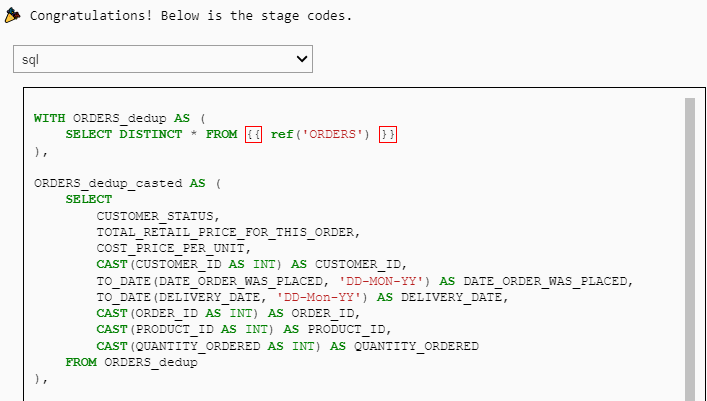 Congratulations! Below is the stage codes.
sql
WITH ORDERS_dedup AS (
SELECT DISTINCT * FROM {{ ref('ORDERS') }}
),
ORDERS_dedup_casted AS (
SELECT
CUSTOMER_STATUS,
TOTAL_RETAIL_PRICE_FOR_THIS_ORDER,
COST_PRICE_PER_UNIT,
CAST(CUSTOMER_ID AS INT) AS CUSTOMER_ID,
TO_DATE(DATE_ORDER_WAS_PLACED, 'DD-MON-YY') AS DATE_ORDER_WAS_PLACED,
TO_DATE(DELIVERY_DATE, 'DD-Mon-YY') AS DELIVERY_DATE,
CAST(ORDER_ID AS INT) AS ORDER_ID,
CAST(PRODUCT_ID AS INT) AS PRODUCT_ID,
CAST(QUANTITY_ORDERED AS INT) AS QUANTITY_ORDERED
FROM ORDERS_dedup
),